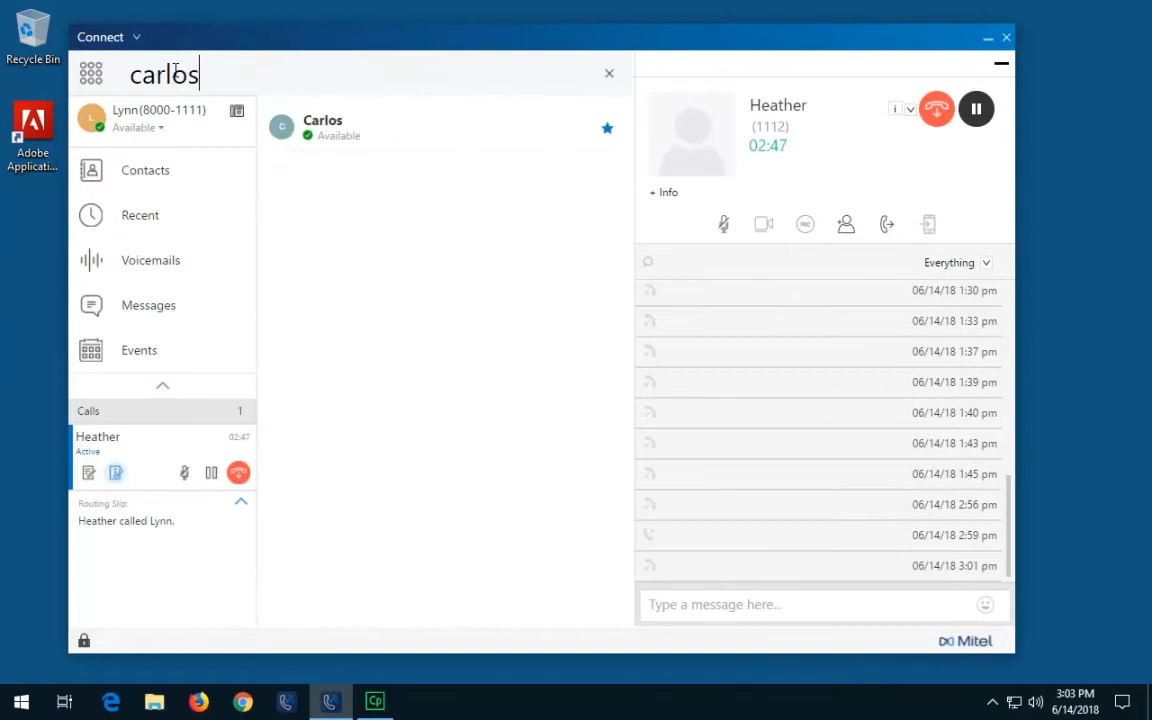 Recycle Bin
Adobe
Applicati...
Connect
carlos
Lynn(8000-1111)
Available
Contacts
Recent
Voicemails
Messages
Events
Calls 1
Heather 02:47
Active
Routing Slip:
Heather called Lynn.
C
Carlos
Available
Heather
(1112)
02:47
i
+ Info
REC
Everything
06/14/18 1:30 pm
06/14/18 1:33 pm
06/14/18 1:37 pm
06/14/18 1:39 pm
06/14/18 1:40 pm
06/14/18 1:43 pm
06/14/18 1:45 pm
06/14/18 2:56 pm
06/14/18 2:59 pm
06/14/18 3:01 pm
Type a message here...
Mitel
Cp
3:03 PM
6/14/2018